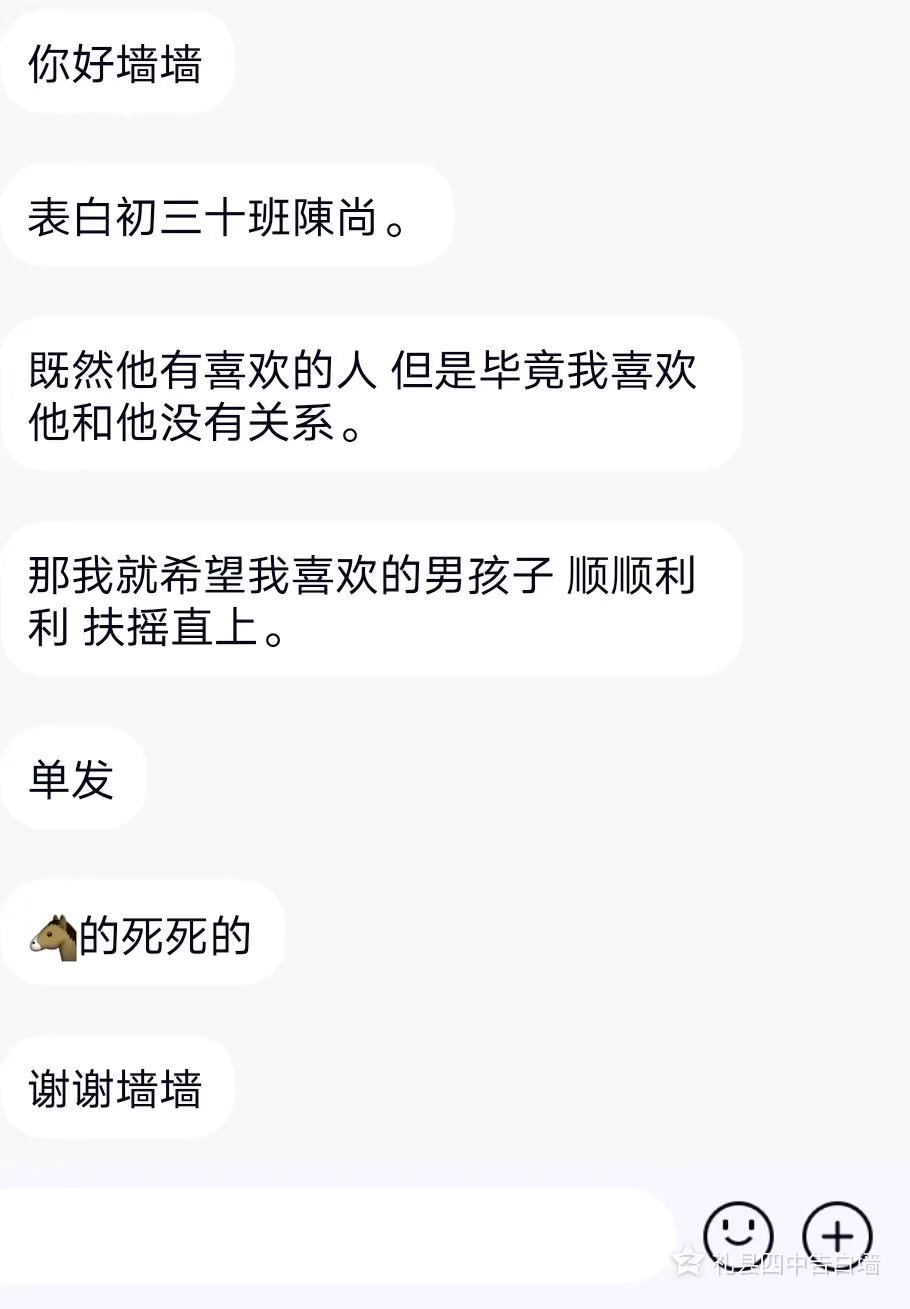 你好墙墙
表白初三十班陳尚。
既然他有喜欢的人 但是毕竟我喜欢
他和他没有关系。
那我就希望我喜欢的男孩子 顺顺利
利 扶摇直上。
单发
🐴的死死的
谢谢墙墙
礼县四中告白墙